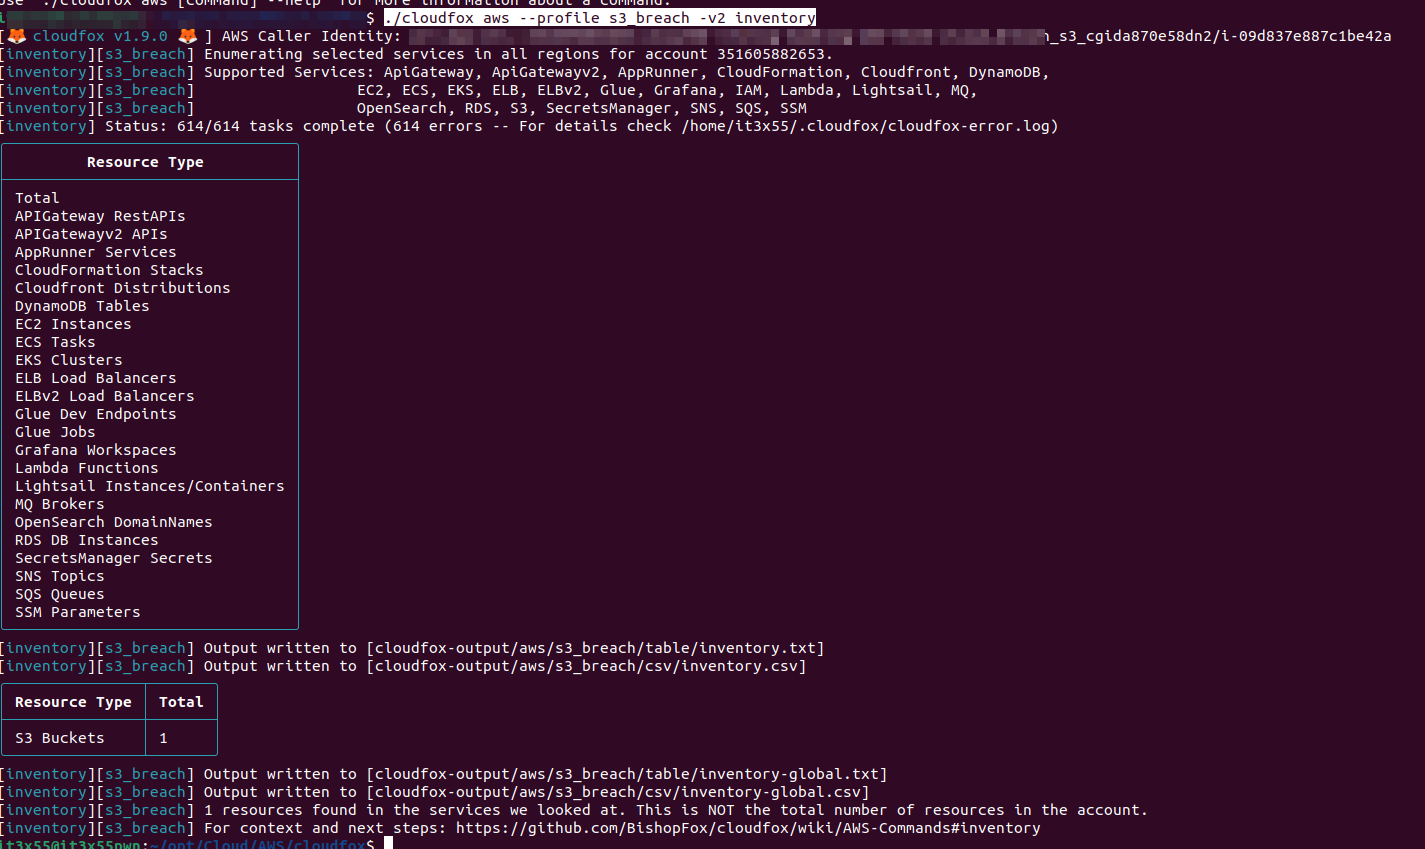 Use "./cloudfox aws [command] --help" for more information about a command.
$ ./cloudfox aws --profile s3_breach -v2 inventory
[🦊 cloudfox v1.9.0 🦊 ] AWS Caller Identity: _s3_cgida870e58dn2/i-09d837e887c1be42a
[inventory][s3_breach] Enumerating selected services in all regions for account 351605882653.
[inventory][s3_breach] Supported Services: ApiGateway, ApiGatewayv2, AppRunner, CloudFormation, Cloudfront, DynamoDB,
[inventory][s3_breach] EC2, ECS, EKS, ELB, ELBv2, Glue, Grafana, IAM, Lambda, Lightsail, MQ,
[inventory][s3_breach] OpenSearch, RDS, S3, SecretsManager, SNS, SQS, SSM
[inventory] Status: 614/614 tasks complete (614 errors -- For details check /home/it3x55/.cloudfox/cloudfox-error.log)
Resource Type
Total
APIGateway RestAPIs
APIGatewayv2 APIs
AppRunner Services
CloudFormation Stacks
Cloudfront Distributions
DynamoDB Tables
EC2 Instances
ECS Tasks
EKS Clusters
ELB Load Balancers
ELBv2 Load Balancers
Glue Dev Endpoints
Glue Jobs
Grafana Workspaces
Lambda Functions
Lightsail Instances/Containers
MQ Brokers
OpenSearch DomainNames
RDS DB Instances
SecretsManager Secrets
SNS Topics
SQS Queues
SSM Parameters
[inventory][s3_breach] Output written to [cloudfox-output/aws/s3_breach/table/inventory.txt]
[inventory][s3_breach] Output written to [cloudfox-output/aws/s3_breach/csv/inventory.csv]
Resource Type Total
S3 Buckets 1
[inventory][s3_breach] Output written to [cloudfox-output/aws/s3_breach/table/inventory-global.txt]
[inventory][s3_breach] Output written to [cloudfox-output/aws/s3_breach/csv/inventory-global.csv]
[inventory][s3_breach] 1 resources found in the services we looked at. This is NOT the total number of resources in the account.
[inventory][s3_breach] For context and next steps: https://github.com/BishopFox/cloudfox/wiki/AWS-Commands#inventory
it3x55@it3x55pwn:~/opt/Cloud/AWS/cloudfox$